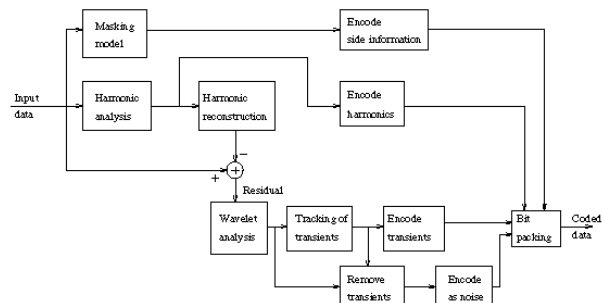 Masking
model
Encode
side information
Input
data
Harmonic
analysis
Harmonic
reconstruction
Encode
harmonics
−
+
+
Residual
Wavelet
analysis
Tracking of
transients
Encode
transients
Bit
packing
Coded
data
Remove
transients
Encode
as noise